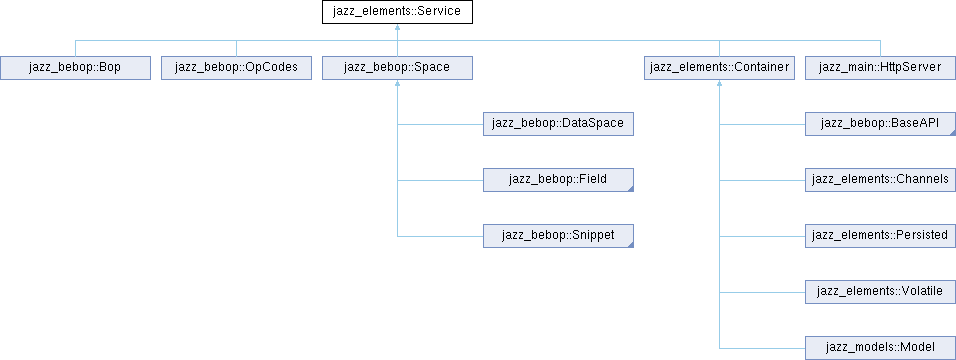 jazz_elements::Service
jazz_bebop::Bop
jazz_bebop::OpCodes
jazz_bebop::Space
jazz_elements::Container
jazz_main::HttpServer
jazz_bebop::DataSpace
jazz_bebop::BaseAPI
jazz_bebop::Field
jazz_elements::Channels
jazz_bebop::Snippet
jazz_elements::Persisted
jazz_elements::Volatile
jazz_models::Model